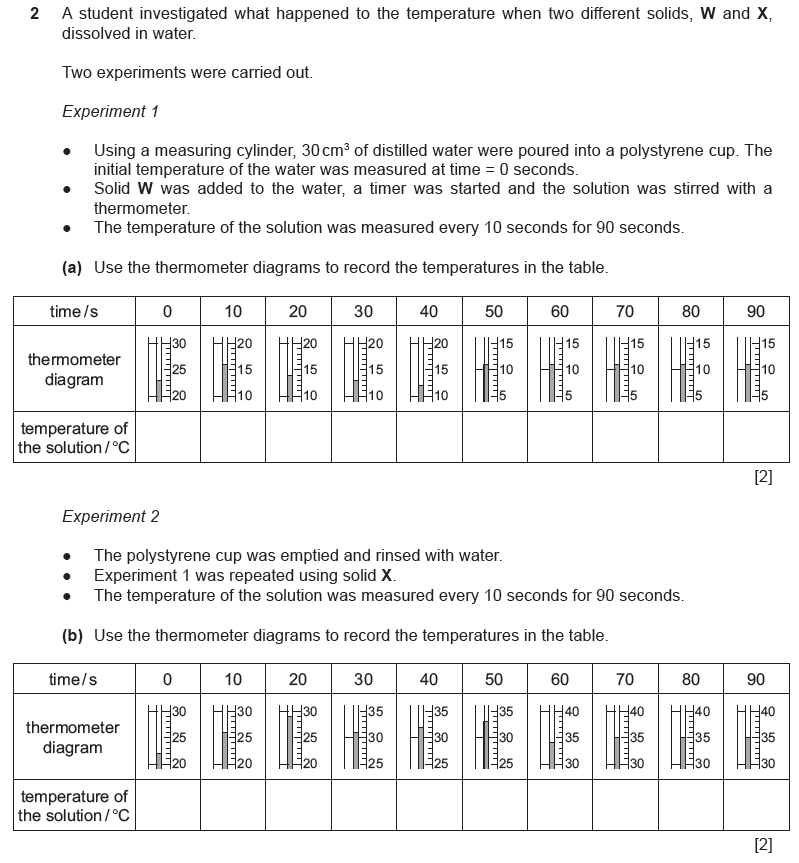 2 A student investigated what happened to the temperature when two different solids, W and X,
dissolved in water.
Two experiments were carried out.
Experiment 1
● Using a measuring cylinder, 30 cm³ of distilled water were poured into a polystyrene cup. The
initial temperature of the water was measured at time = 0 seconds.
● Solid W was added to the water, a timer was started and the solution was stirred with a
thermometer.
● The temperature of the solution was measured every 10 seconds for 90 seconds.
(a) Use the thermometer diagrams to record the temperatures in the table.
time / s 0 10 20 30 40 50 60 70 80 90
30 20 20 20 20 15 15 15 15 15
thermometer
25 15 15 15 15 10 10 10 10 10
diagram
20 10 10 10 10 5 5 5 5 5
temperature of
the solution / °C
[2]
Experiment 2
● The polystyrene cup was emptied and rinsed with water.
● Experiment 1 was repeated using solid X.
● The temperature of the solution was measured every 10 seconds for 90 seconds.
(b) Use the thermometer diagrams to record the temperatures in the table.
time / s 0 10 20 30 40 50 60 70 80 90
30 30 30 35 35 35 40 40 40 40
thermometer
25 25 25 30 30 30 35 35 35 35
diagram
20 20 20 25 25 25 30 30 30 30
temperature of
the solution / °C
[2]